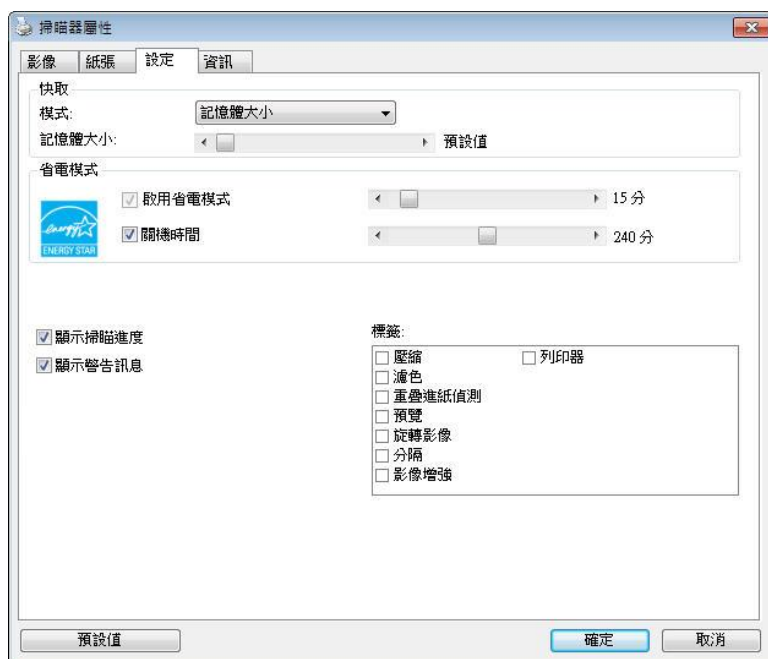 掃瞄器屬性
影像 紙張 設定 資訊
快取
模式: 記憶體大小
記憶體大小: 預設值
省電模式
啟用省電模式 15 分
關機時間 240 分
energy
ENERGY STAR
顯示掃瞄進度
顯示警告訊息
標籤:
壓縮 列印器
濾色
重疊進紙偵測
預覽
旋轉影像
分隔
影像增強
預設值 確定 取消